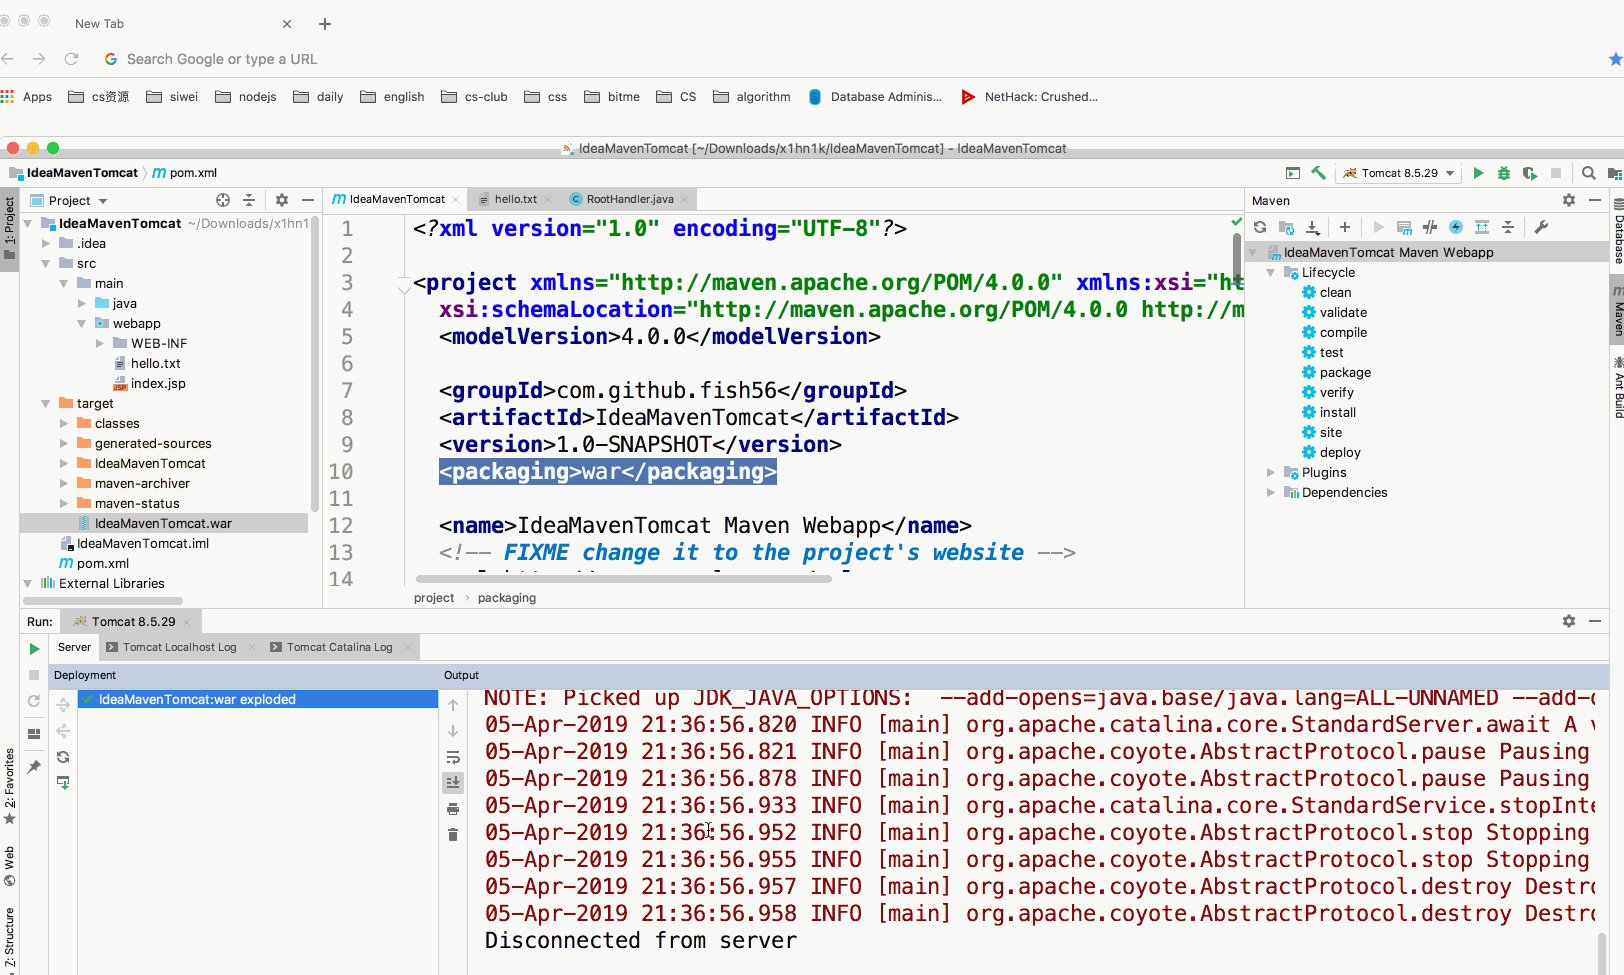 New Tab
Search Google or type a URL
Apps cs资源 siwei nodejs daily english cs-club css bitme CS algorithm Database Adminis... NetHack: Crushed...
IdeaMavenTomcat [~/Downloads/x1hn1k/IdeaMavenTomcat] - IdeaMavenTomcat
IdeaMavenTomcat pom.xml
Tomcat 8.5.29
1: Project
Project
IdeaMavenTomcat ~/Downloads/x1hn1
.idea
src
main
java
webapp
WEB-INF
hello.txt
index.jsp
target
classes
generated-sources
IdeaMavenTomcat
maven-archiver
maven-status
IdeaMavenTomcat.war
IdeaMavenTomcat.iml
pom.xml
External Libraries
IdeaMavenTomcat hello.txt RootHandler.java
1 <?xml version="1.0" encoding="UTF-8"?>
2
3 <project xmlns="http://maven.apache.org/POM/4.0.0" xmlns:xsi="ht
4 xsi:schemaLocation="http://maven.apache.org/POM/4.0.0 http://m
5 <modelVersion>4.0.0</modelVersion>
6
7 <groupId>com.github.fish56</groupId>
8 <artifactId>IdeaMavenTomcat</artifactId>
9 <version>1.0-SNAPSHOT</version>
10 <packaging>war</packaging>
11
12 <name>IdeaMavenTomcat Maven Webapp</name>
13 <!-- FIXME change it to the project's website -->
14
project › packaging
Maven
IdeaMavenTomcat Maven Webapp
Lifecycle
clean
validate
compile
test
package
verify
install
site
deploy
Plugins
Dependencies
Database
Maven
Ant Build
Run: Tomcat 8.5.29
Server Tomcat Localhost Log Tomcat Catalina Log
Deployment
IdeaMavenTomcat:war exploded
Output
NOTE: Picked up JDK_JAVA_OPTIONS: --add-opens=java.base/java.lang=ALL-UNNAMED --add-o
05-Apr-2019 21:36:56.820 INFO [main] org.apache.catalina.core.StandardServer.await A
05-Apr-2019 21:36:56.821 INFO [main] org.apache.coyote.AbstractProtocol.pause Pausing
05-Apr-2019 21:36:56.878 INFO [main] org.apache.coyote.AbstractProtocol.pause Pausing
05-Apr-2019 21:36:56.933 INFO [main] org.apache.catalina.core.StandardService.stopInte
05-Apr-2019 21:36:56.952 INFO [main] org.apache.coyote.AbstractProtocol.stop Stopping
05-Apr-2019 21:36:56.955 INFO [main] org.apache.coyote.AbstractProtocol.stop Stopping
05-Apr-2019 21:36:56.957 INFO [main] org.apache.coyote.AbstractProtocol.destroy Destro
05-Apr-2019 21:36:56.958 INFO [main] org.apache.coyote.AbstractProtocol.destroy Destro
Disconnected from server
2: Favorites
Web
7: Structure